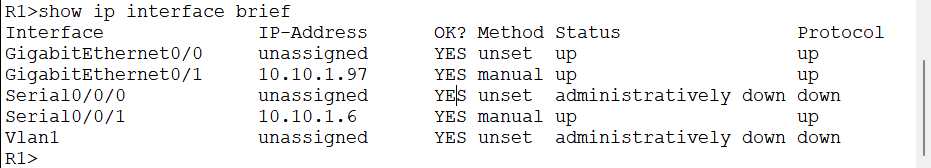 R1>show ip interface brief
Interface IP-Address OK? Method Status Protocol
GigabitEthernet0/0 unassigned YES unset up up
GigabitEthernet0/1 10.10.1.97 YES manual up up
Serial0/0/0 unassigned YES unset administratively down down
Serial0/0/1 10.10.1.6 YES manual up up
Vlan1 unassigned YES unset administratively down down
R1>